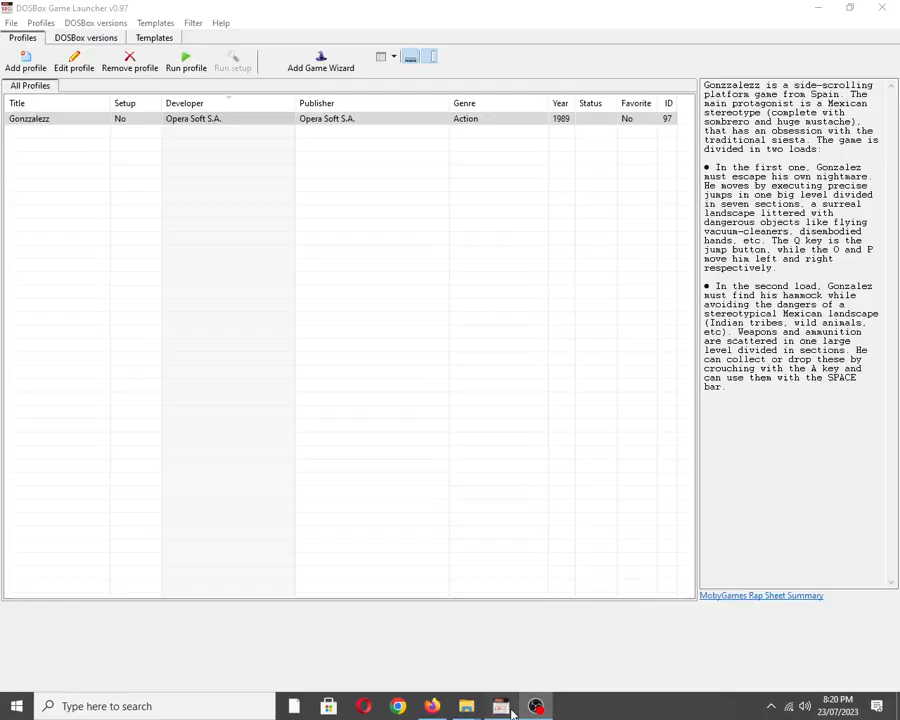 DOSBox Game Launcher v0.97
File Profiles DOSBox versions Templates Filter Help
Profiles DOSBox versions Templates
Add profile Edit profile Remove profile Run profile Run setup Add Game Wizard
All Profiles
Title Setup Developer Publisher Genre Year Status Favorite ID
Gonzzalezz No Opera Soft S.A. Opera Soft S.A. Action 1989 No 97
Gonzzalezz is a side-scrolling
platform game from Spain. The
main protagonist is a Mexican
stereotype (complete with
sombrero and huge mustache),
that has an obsession with the
traditional siesta. The game is
divided in two loads:
● In the first one, Gonzalez
must escape his own nightmare.
He moves by executing precise
jumps in one big level divided
in seven sections, a surreal
landscape littered with
dangerous objects like flying
vacuum-cleaners, disembodied
hands, etc. The Q key is the
jump button, while the O and P
move him left and right
respectively.
● In the second load, Gonzalez
must find his hammock while
avoiding the dangers of a
stereotypical Mexican landscape
(Indian tribes, wild animals,
etc). Weapons and ammunition
are scattered in one large
level divided in sections. He
can collect or drop these by
crouching with the A key and
can use them with the SPACE
bar.
MobyGames Rap Sheet Summary
Type here to search
8:20 PM
23/07/2023